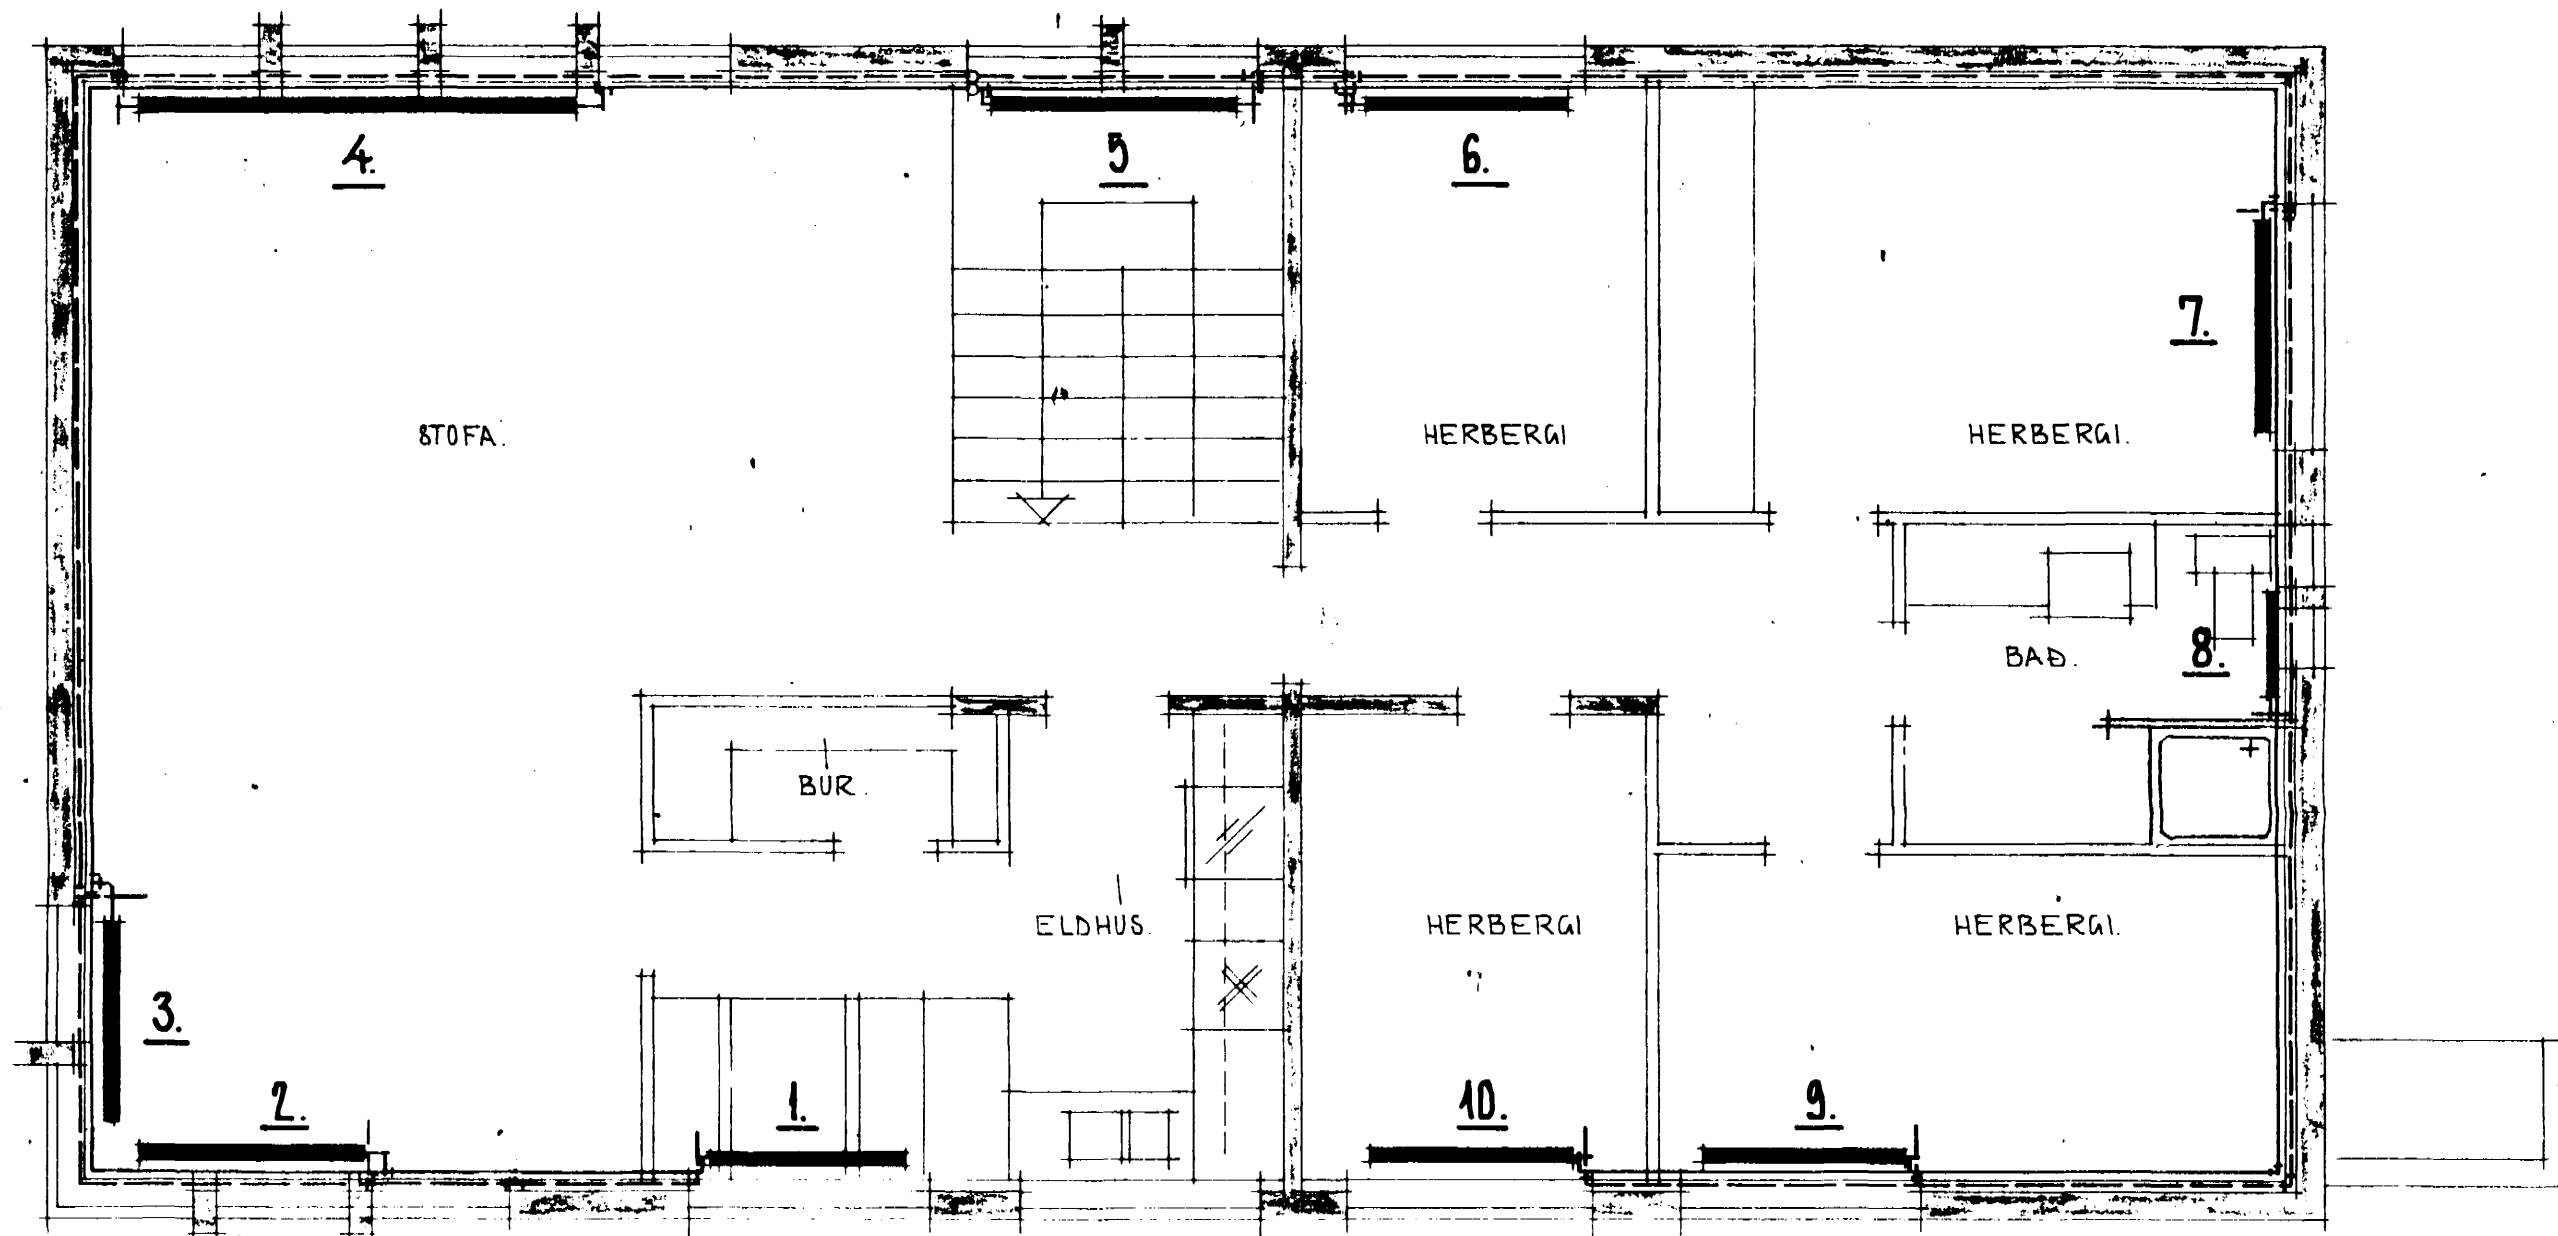 4.
5
6.
7.
STOFA.
HERBERGI
HERBERGI.
BAÐ.
8.
BÚR.
ELDHÚS.
HERBERGI
HERBERGI.
3.
2.
1.
10.
9.